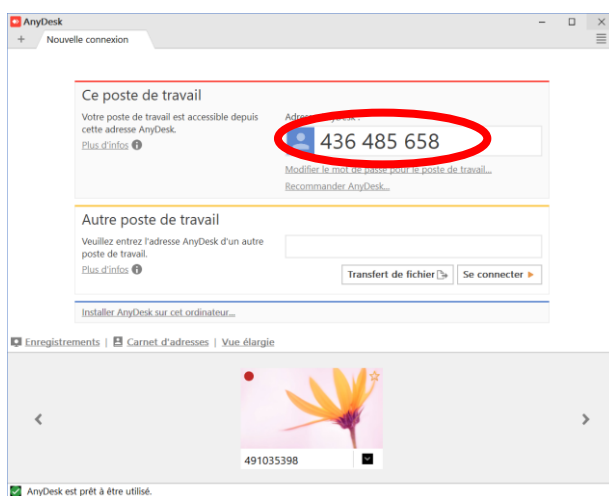 AnyDesk
+ Nouvelle connexion
Ce poste de travail
Votre poste de travail est accessible depuis
cette adresse AnyDesk.
Plus d'infos
436 485 658
Modifier le mot de passe pour le poste de travail...
Recommander AnyDesk...
Autre poste de travail
Veuillez entrez l'adresse AnyDesk d'un autre
poste de travail.
Plus d'infos
Transfert de fichier
Se connecter
Installer AnyDesk sur cet ordinateur...
Enregistrements | Carnet d'adresses | Vue élargie
491035398
AnyDesk est prêt à être utilisé.